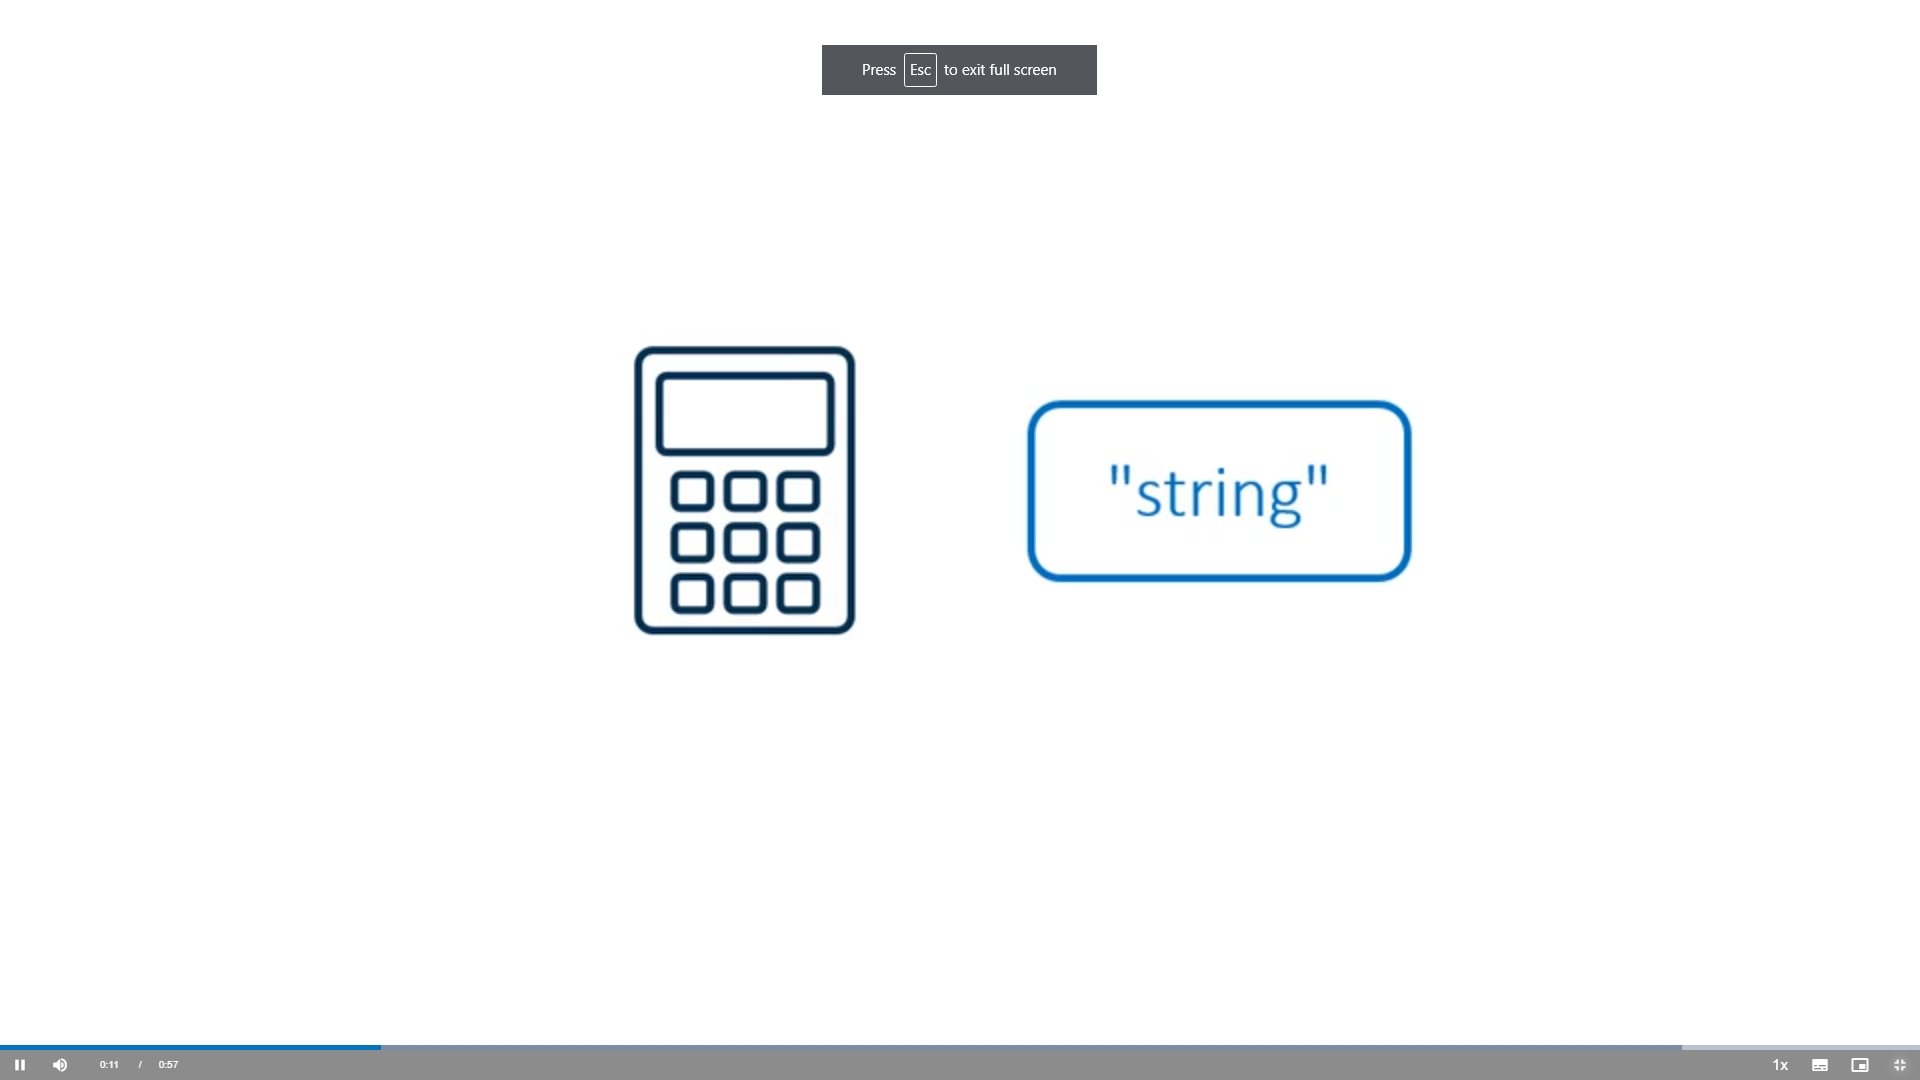 Press Esc to exit full screen
"string"
0:11 / 0:57 1x